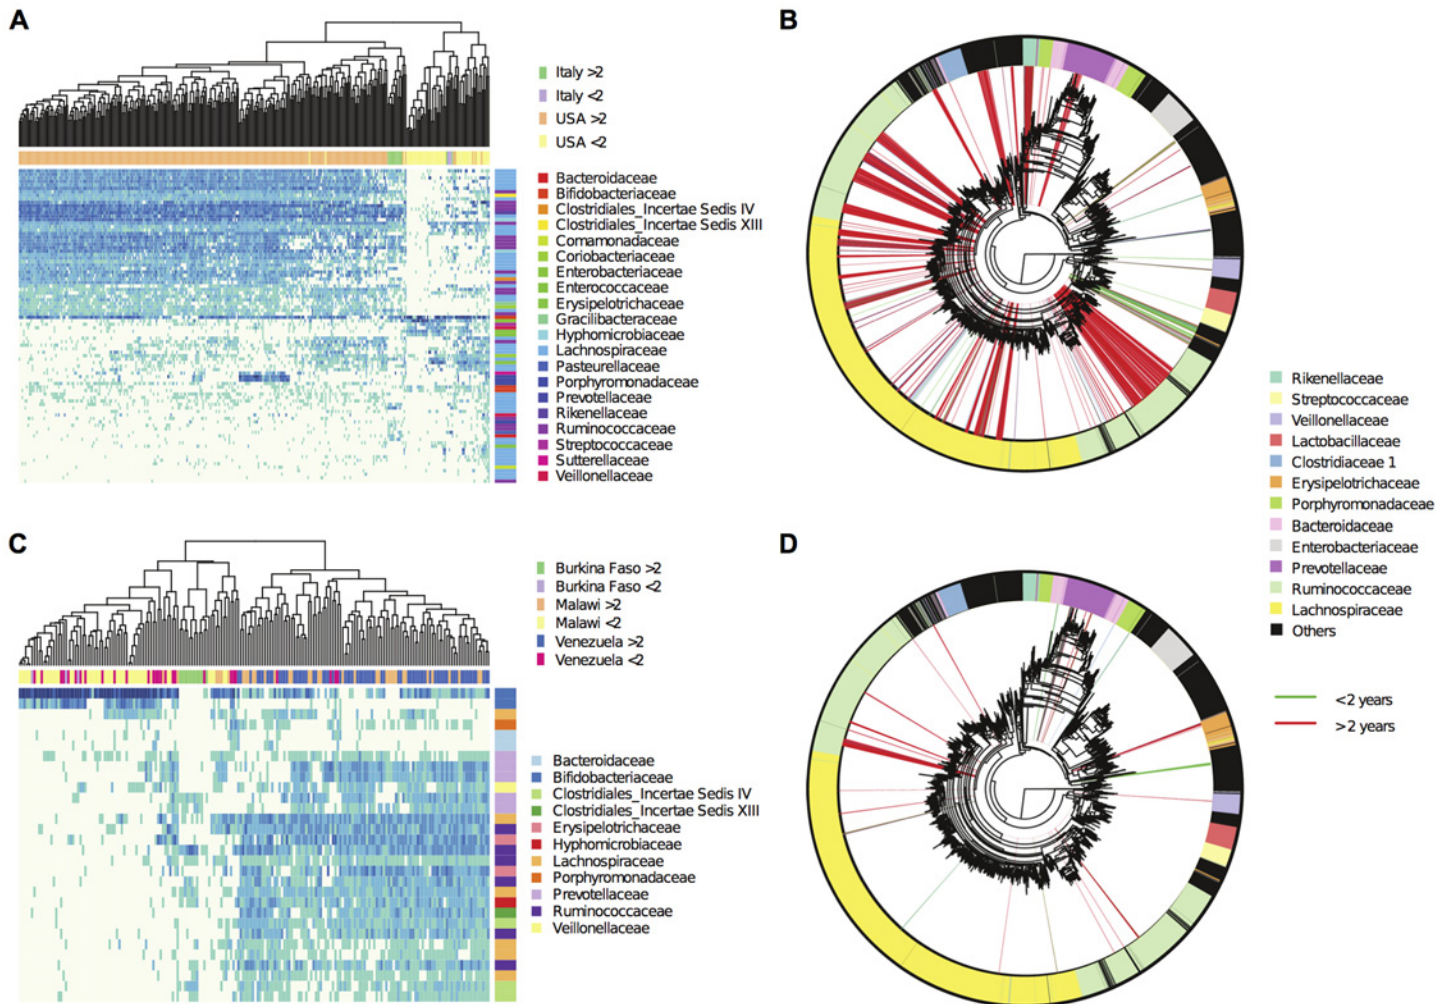 A
Italy >2
Italy <2
USA >2
USA <2
Bacteroidaceae
Bifidobacteriaceae
Clostridiales_Incertae Sedis IV
Clostridiales_Incertae Sedis XIII
Comamonadaceae
Coriobacteriaceae
Enterobacteriaceae
Enterococcaceae
Erysipelotrichaceae
Gracilibacteraceae
Hyphomicrobiaceae
Lachnospiraceae
Pasteurellaceae
Porphyromonadaceae
Prevotellaceae
Rikenellaceae
Ruminococcaceae
Streptococcaceae
Sutterellaceae
Veillonellaceae
B
Rikenellaceae
Streptococcaceae
Veillonellaceae
Lactobacillaceae
Clostridiaceae 1
Erysipelotrichaceae
Porphyromonadaceae
Bacteroidaceae
Enterobacteriaceae
Prevotellaceae
Ruminococcaceae
Lachnospiraceae
Others
<2 years
>2 years
C
Burkina Faso >2
Burkina Faso <2
Malawi >2
Malawi <2
Venezuela >2
Venezuela <2
Bacteroidaceae
Bifidobacteriaceae
Clostridiales_Incertae Sedis IV
Clostridiales_Incertae Sedis XIII
Erysipelotrichaceae
Hyphomicrobiaceae
Lachnospiraceae
Porphyromonadaceae
Prevotellaceae
Ruminococcaceae
Veillonellaceae
D